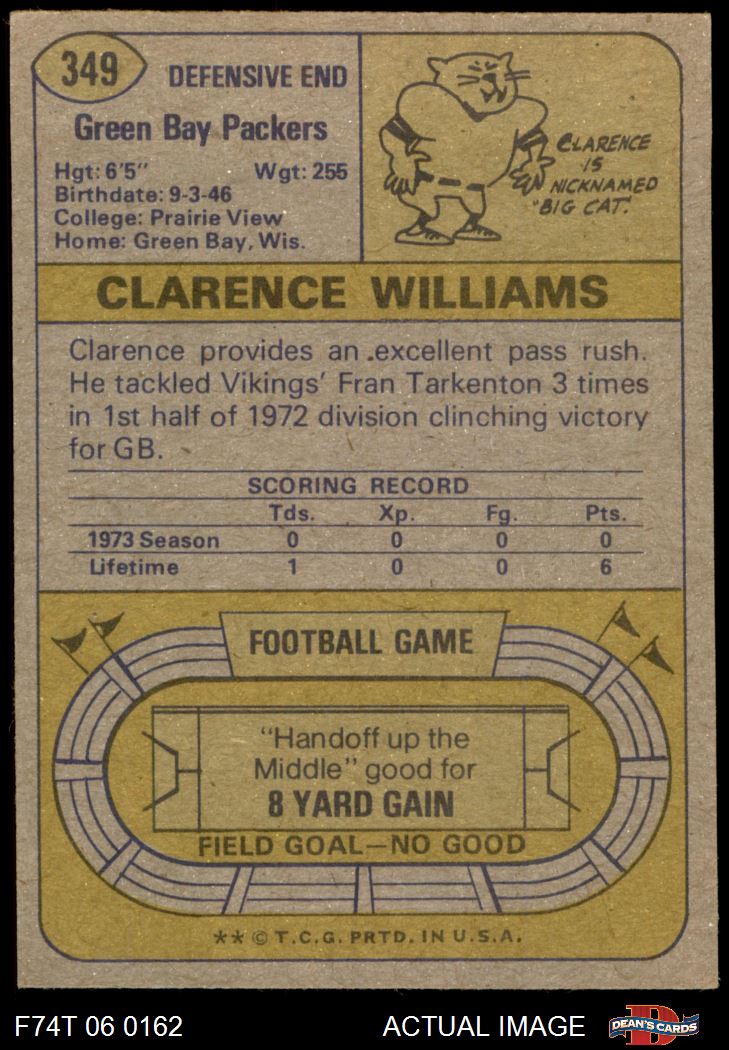 349
DEFENSIVE END
Green Bay Packers
Hgt: 6'5" Wgt: 255
Birthdate: 9-3-46
College: Prairie View
Home: Green Bay, Wis.
CLARENCE
IS
NICKNAMED
"BIG CAT."
CLARENCE WILLIAMS
Clarence provides an excellent pass rush.
He tackled Vikings' Fran Tarkenton 3 times
in 1st half of 1972 division clinching victory
for GB.
SCORING RECORD
Tds. Xp. Fg. Pts.
1973 Season 0 0 0 0
Lifetime 1 0 0 6
FOOTBALL GAME
"Handoff up the
Middle" good for
8 YARD GAIN
FIELD GOAL—NO GOOD
** © T.C.G. PRTD. IN U.S.A.
F74T 06 0162 ACTUAL IMAGE DEAN'S CARDS